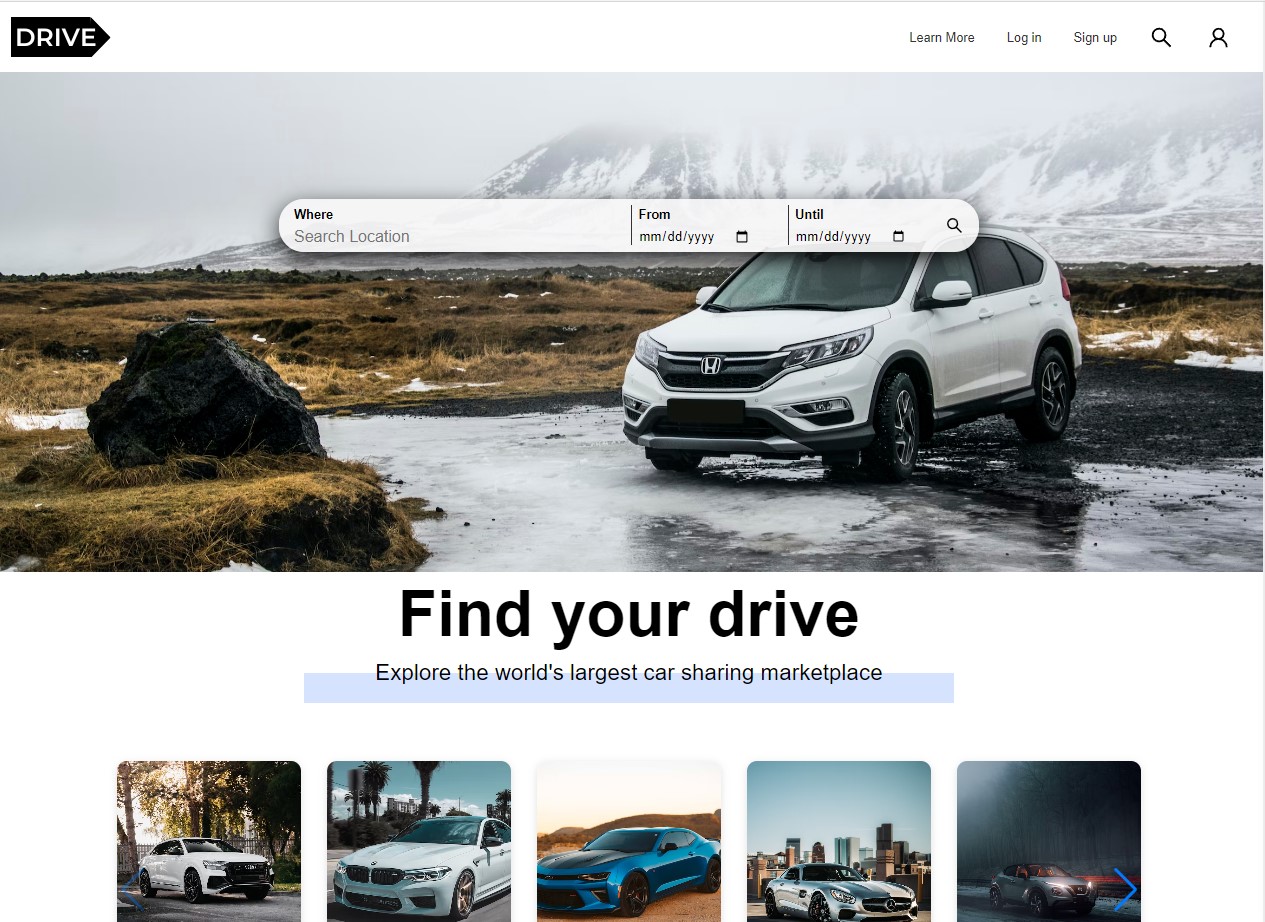 DRIVE
Learn More Log in Sign up
Where From Until
Search Location mm/dd/yyyy mm/dd/yyyy
Find your drive
Explore the world's largest car sharing marketplace